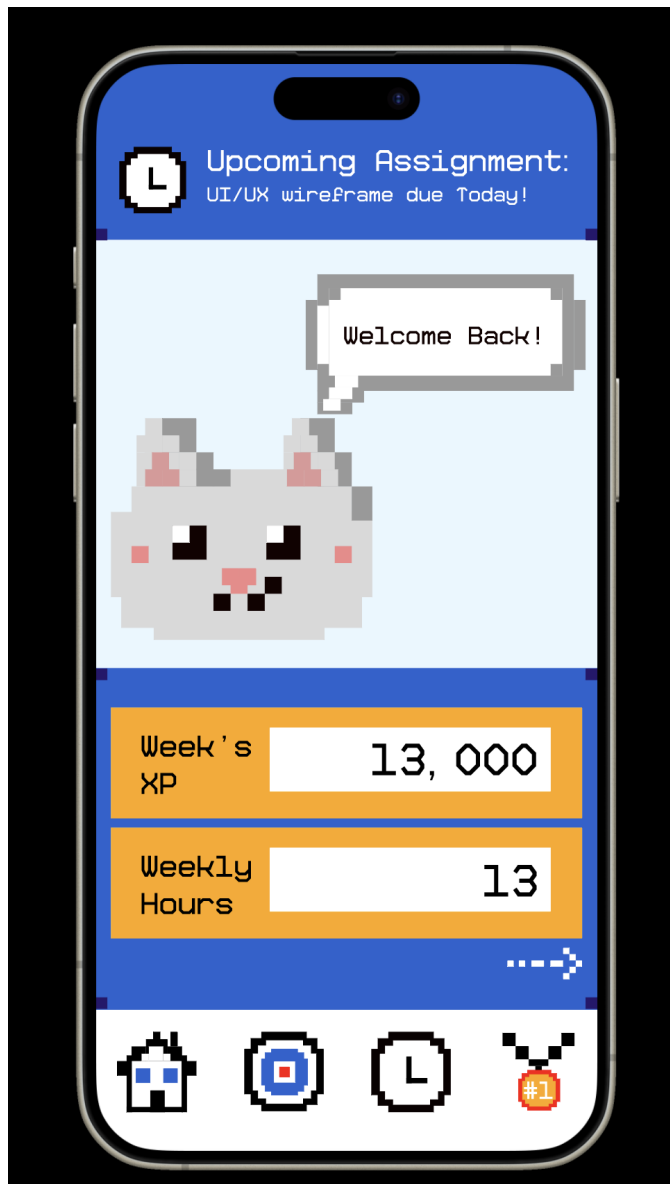 Upcoming Assignment:
UI/UX wireframe due Today!
Welcome Back!
Week's
XP
13, 000
Weekly
Hours
13
#1